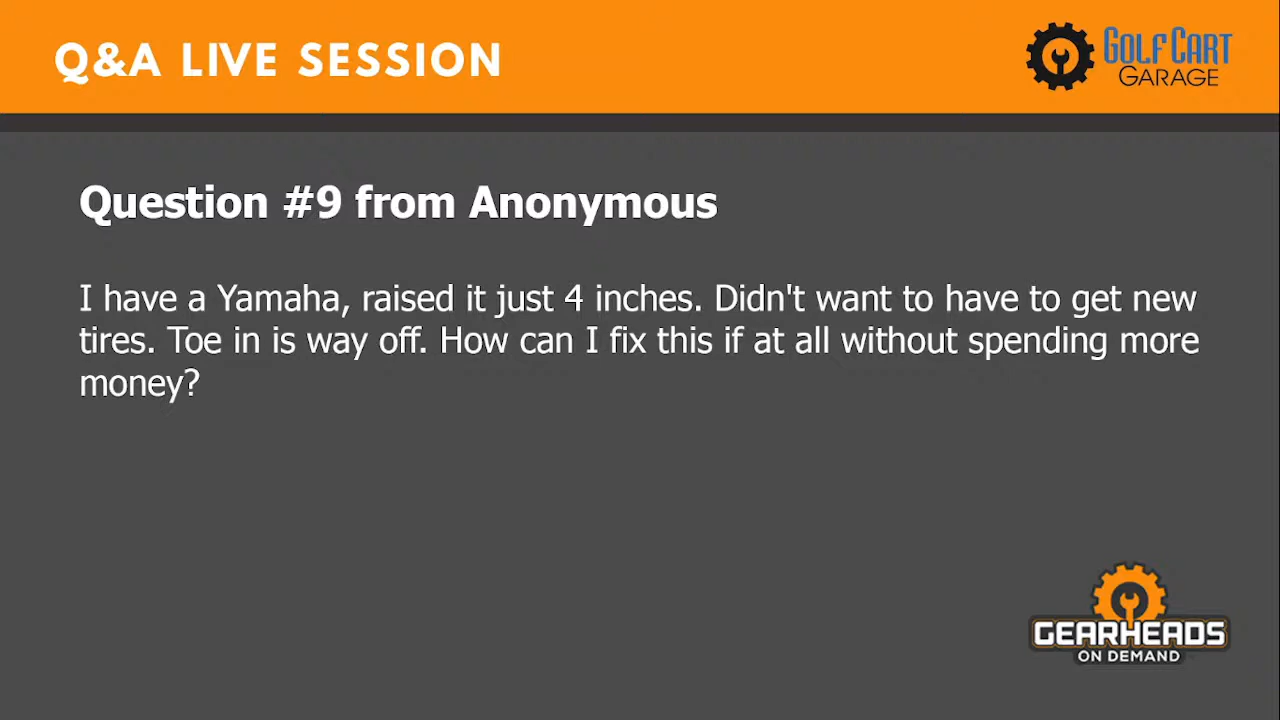 Q&A LIVE SESSION
GOLF CART
GARAGE
Question #9 from Anonymous
I have a Yamaha, raised it just 4 inches. Didn't want to have to get new
tires. Toe in is way off. How can I fix this if at all without spending more
money?
GEARHEADS
ON DEMAND